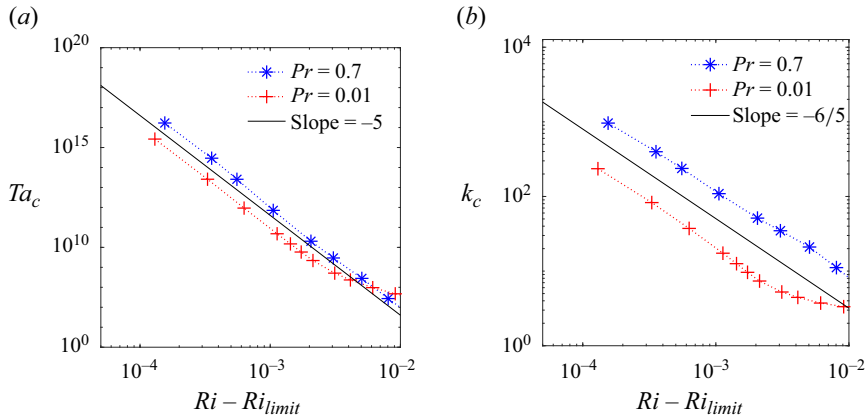 (a)
10^20
10^15
10^10
10^0
Ta_c
Pr = 0.7
Pr = 0.01
Slope = –5
10^–4
10^–3
10^–2
Ri – Ri_limit
(b)
10^4
10^2
10^0
k_c
Pr = 0.7
Pr = 0.01
Slope = –6/5
10^–4
10^–3
10^–2
Ri – Ri_limit